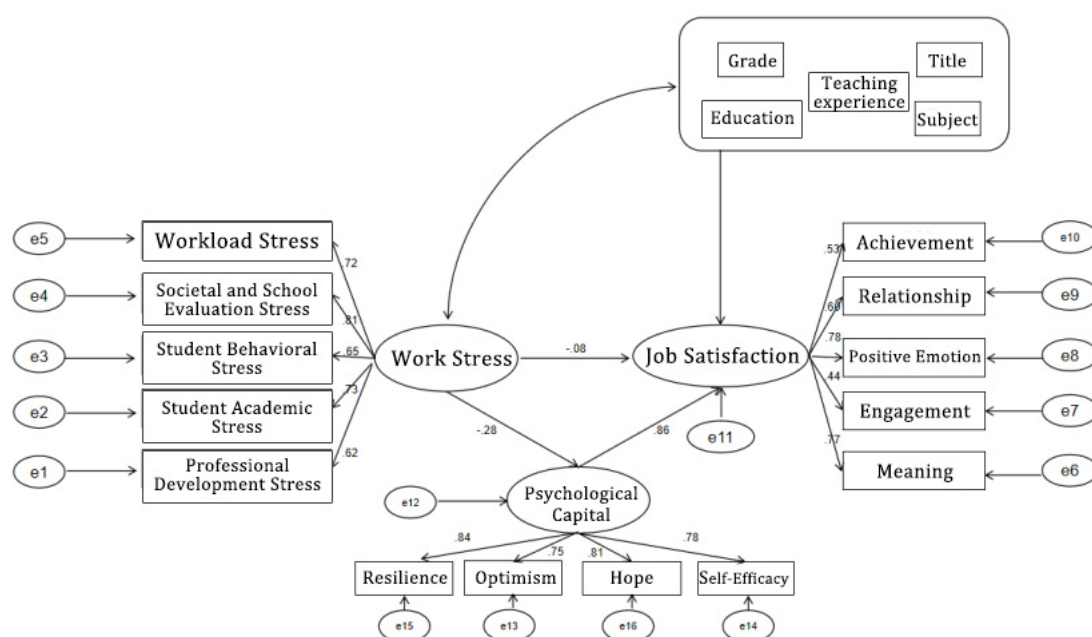 Grade
Title
Teaching
experience
Education
Subject
e5
Workload Stress
.72
Achievement
e10
.53
e4
Societal and School
Evaluation Stress
.81
Relationship
e9
.60
e3
Student Behavioral
Stress
.65
Work Stress
-.08
Job Satisfaction
.78
Positive Emotion
e8
e2
Student Academic
Stress
.73
.44
Engagement
e7
-.28
.86
e11
e1
Professional
Development Stress
.62
.77
Meaning
e6
e12
Psychological
Capital
.84
.75
.81
.78
Resilience
Optimism
Hope
Self-Efficacy
e15
e13
e16
e14